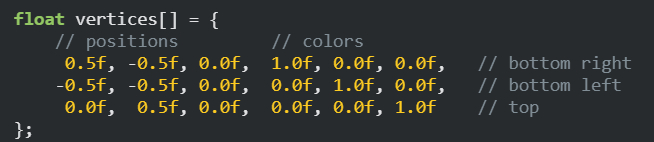 float vertices[] = {
    // positions         // colors
     0.5f, -0.5f, 0.0f,  1.0f, 0.0f, 0.0f,   // bottom right
    -0.5f, -0.5f, 0.0f,  0.0f, 1.0f, 0.0f,   // bottom left
     0.0f,  0.5f, 0.0f,  0.0f, 0.0f, 1.0f    // top
};